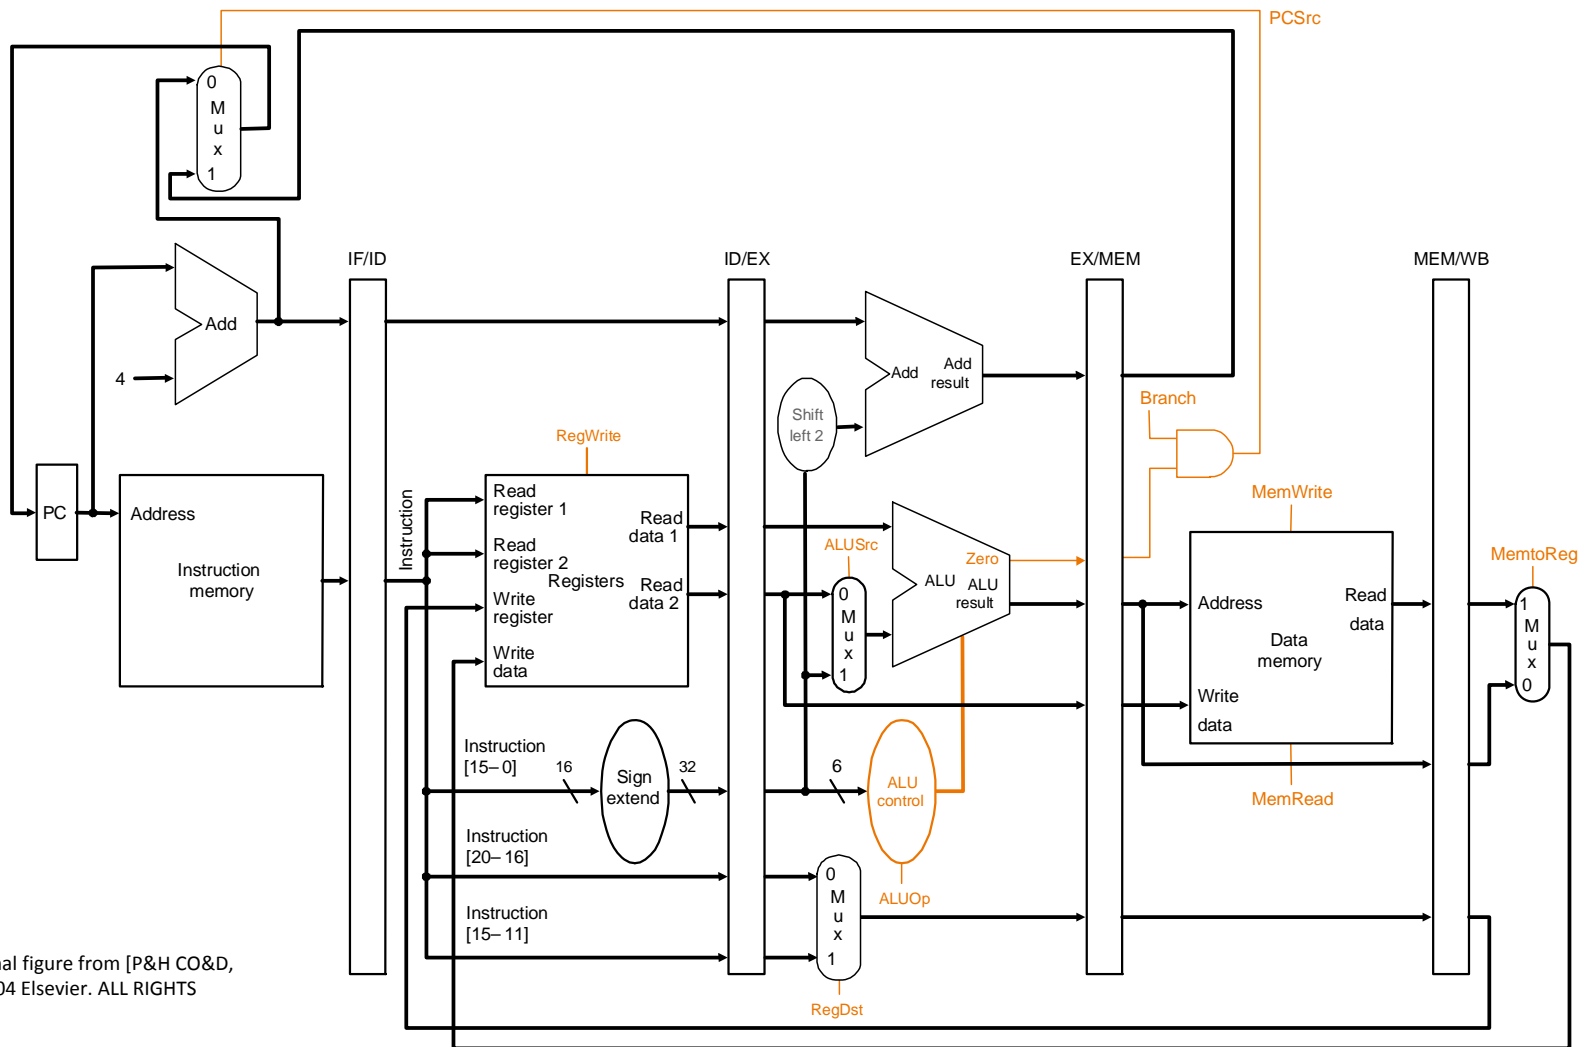 PCSrc
0
M
u
x
1
IF/ID
ID/EX
EX/MEM
MEM/WB
Add
4
Add
Add
result
Shift
left 2
Branch
RegWrite
PC
Address
Instruction
memory
Instruction
Read
register 1
Read
register 2
Write
register
Write
data
Registers
Read
data 1
Read
data 2
ALUSrc
0
M
u
x
1
Zero
ALU
ALU
result
MemWrite
Address
Read
data
Data
memory
Write
data
MemRead
MemtoReg
1
M
u
x
0
Instruction
[15–0]
16
Sign
extend
32
6
ALU
control
ALUOp
Instruction
[20–16]
Instruction
[15–11]
0
M
u
x
1
RegDst
nal figure from [P&H CO&D,
04 Elsevier. ALL RIGHTS